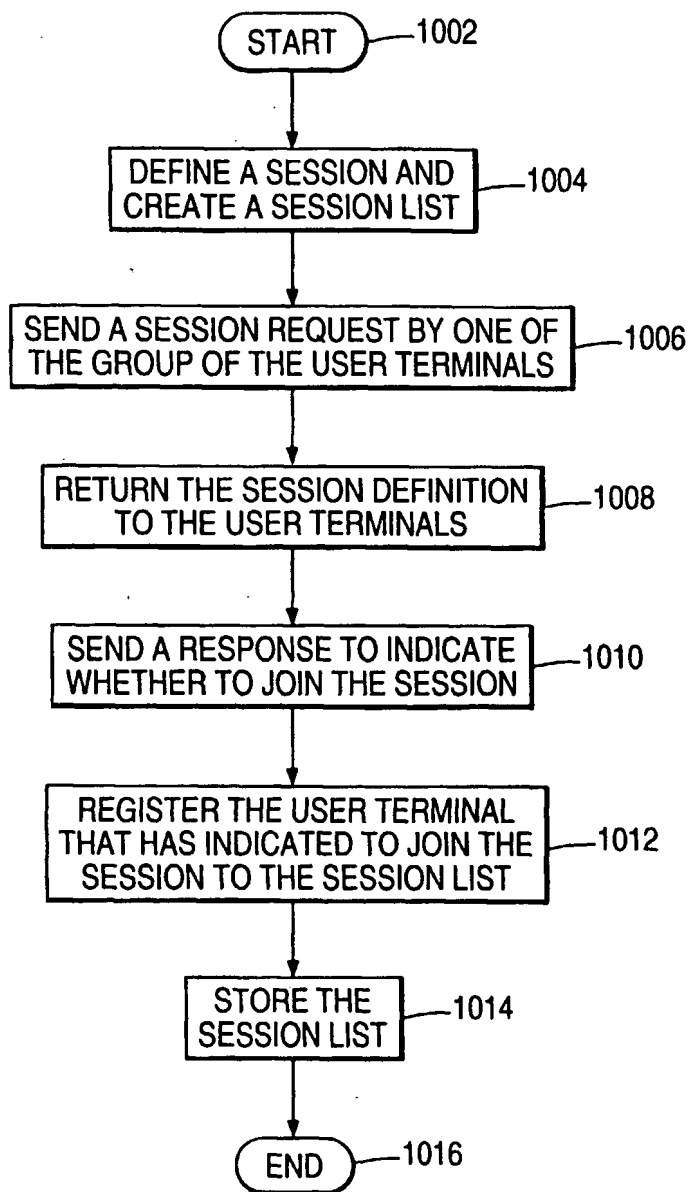 START
1002
DEFINE A SESSION AND
CREATE A SESSION LIST
1004
SEND A SESSION REQUEST BY ONE OF
THE GROUP OF THE USER TERMINALS
1006
RETURN THE SESSION DEFINITION
TO THE USER TERMINALS
1008
SEND A RESPONSE TO INDICATE
WHETHER TO JOIN THE SESSION
1010
REGISTER THE USER TERMINAL
THAT HAS INDICATED TO JOIN THE
SESSION TO THE SESSION LIST
1012
STORE THE
SESSION LIST
1014
END
1016